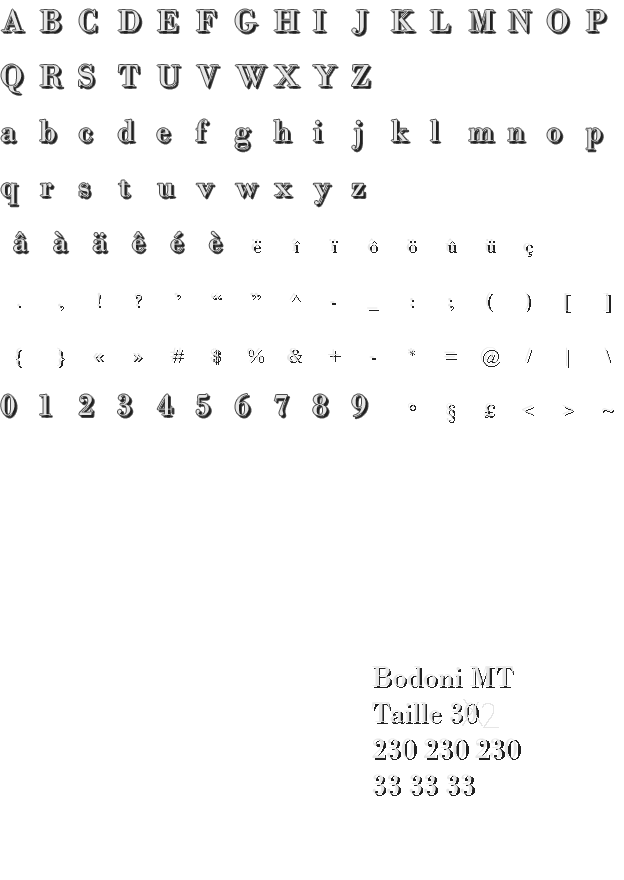 A B C D E F G H I J K L M N O P
Q R S T U V W X Y Z
a b c d e f g h i j k l m n o p
q r s t u v w x y z
â à ä ê é è ë î ï ô ö û ü ç
. , ! ? ’ “ ” ^ - _ : ; ( ) [ ]
{ } « » # $ % & + - * = @ / | \
0 1 2 3 4 5 6 7 8 9 ° § £ < > ~
Bodoni MT
Taille 30
230 230 230
33 33 33